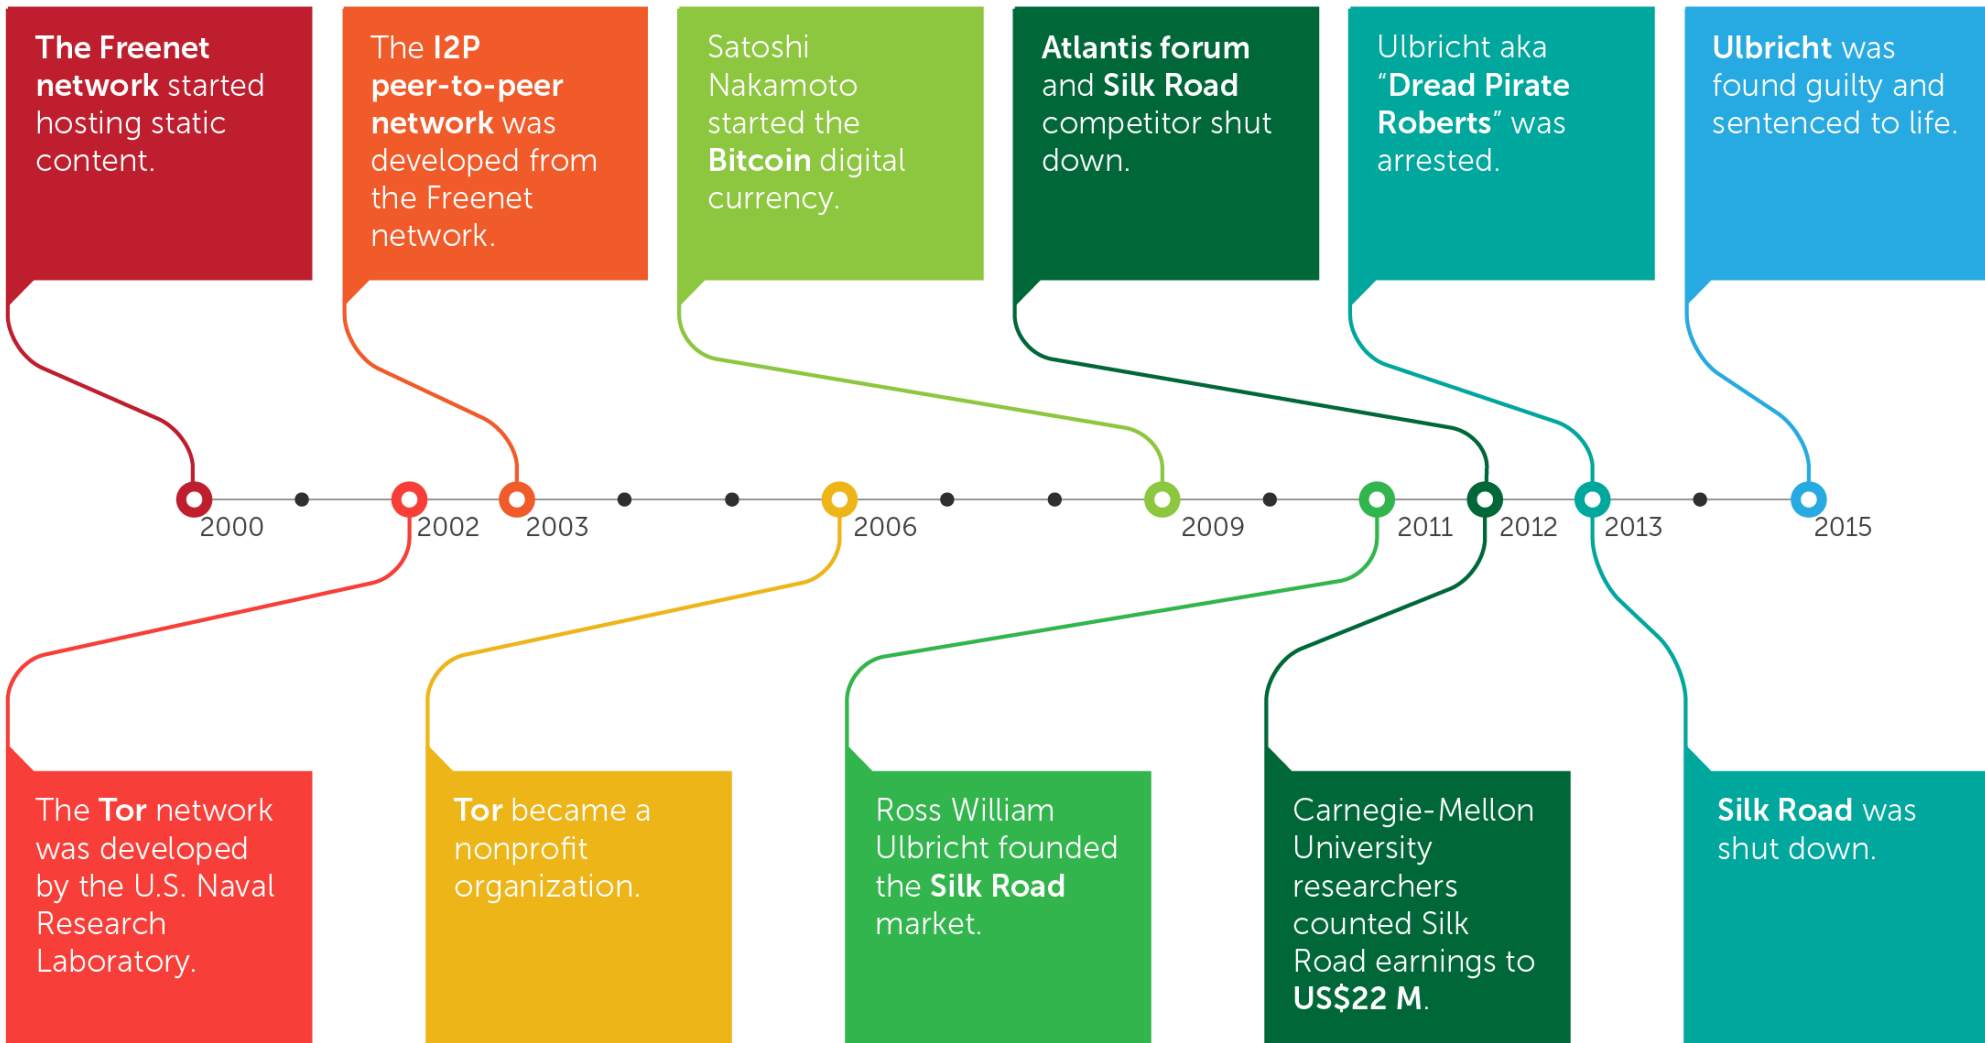 The Freenet
network started
hosting static
content.
The I2P
peer-to-peer
network was
developed from
the Freenet
network.
Satoshi
Nakamoto
started the
Bitcoin digital
currency.
Atlantis forum
and Silk Road
competitor shut
down.
Ulbricht aka
“Dread Pirate
Roberts” was
arrested.
Ulbricht was
found guilty and
sentenced to life.
2000
2002
2003
2006
2009
2011
2012
2013
2015
The Tor network
was developed
by the U.S. Naval
Research
Laboratory.
Tor became a
nonprofit
organization.
Ross William
Ulbricht founded
the Silk Road
market.
Carnegie-Mellon
University
researchers
counted Silk
Road earnings to
US$22 M.
Silk Road was
shut down.